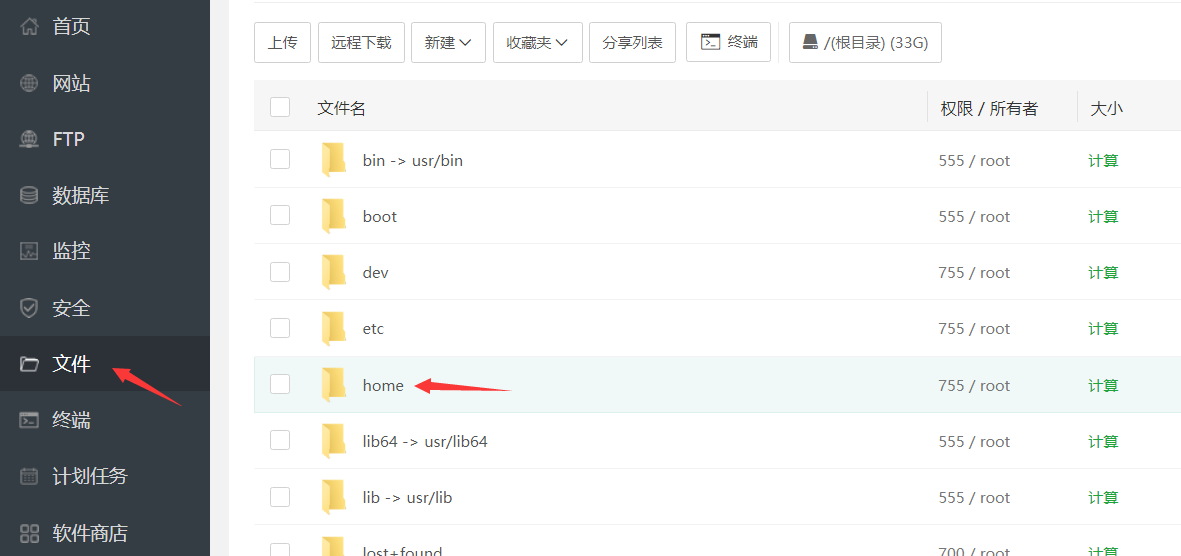 首页
网站
FTP
数据库
监控
安全
文件
终端
计划任务
软件商店
上传 远程下载 新建 收藏夹 分享列表 终端 /(根目录) (33G)
文件名 权限 / 所有者 大小
bin -> usr/bin 555 / root 计算
boot 555 / root 计算
dev 755 / root 计算
etc 755 / root 计算
home 755 / root 计算
lib64 -> usr/lib64 555 / root 计算
lib -> usr/lib 555 / root 计算
lost+found 700 / root 计算